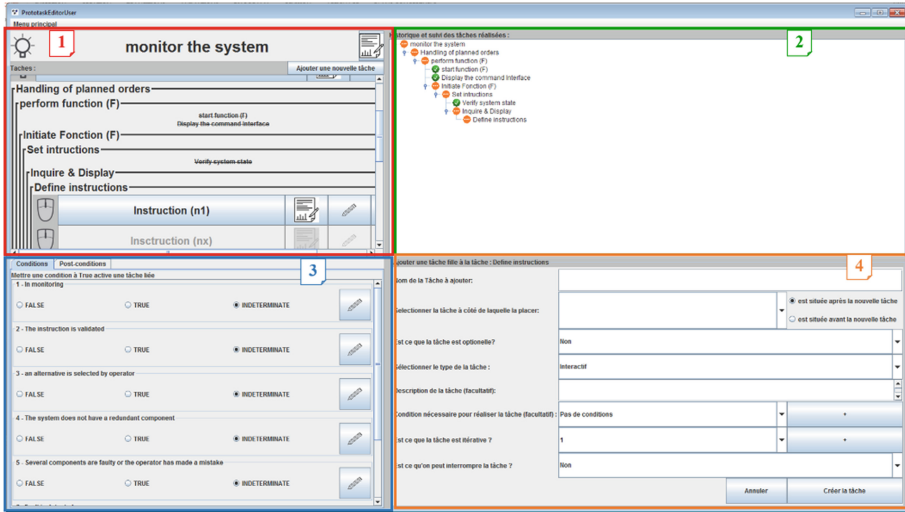 PrototaskEditorUser
Menu principal
1
monitor the system
Taches :
Ajouter une nouvelle tâche
Handling of planned orders
perform function (F)
start function (F)
Display the command interface
Initiate Fonction (F)
Set intructions
Verify system state
Inquire & Display
Define instructions
Instruction (n1)
Insctruction (nx)
2
Historique et suivi des tâches réalisées :
monitor the system
Handling of planned orders
perform function (F)
start function (F)
Display the command Interface
Initiate Fonction (F)
Set intructions
Verify system state
Inquire & Display
Define instructions
3
Conditions Post-conditions
Mettre une condition à True active une tâche liée
1 - In monitoring
FALSE TRUE INDETERMINATE
2 - The instruction is validated
FALSE TRUE INDETERMINATE
3 - an alternative is selected by operator
FALSE TRUE INDETERMINATE
4 - The system does not have a redundant component
FALSE TRUE INDETERMINATE
5 - Several components are faulty or the operator has made a mistake
FALSE TRUE INDETERMINATE
4
Ajouter une tâche fille à la tâche : Define instructions
Nom de la Tâche à ajouter:
Selectionner la tâche à côté de laquelle la placer:
est située après la nouvelle tâche
est située avant la nouvelle tâche
Est ce que la tâche est optionelle? Non
Sélectionner le type de la tâche : Interactif
Description de la tâche (facultatif):
Condition nécessaire pour réaliser la tâche (facultatif) : Pas de conditions +
Est ce que la tâche est itérative ? 1 +
Est ce qu'on peut interrompre la tâche ? Non
Annuler Créer la tâche